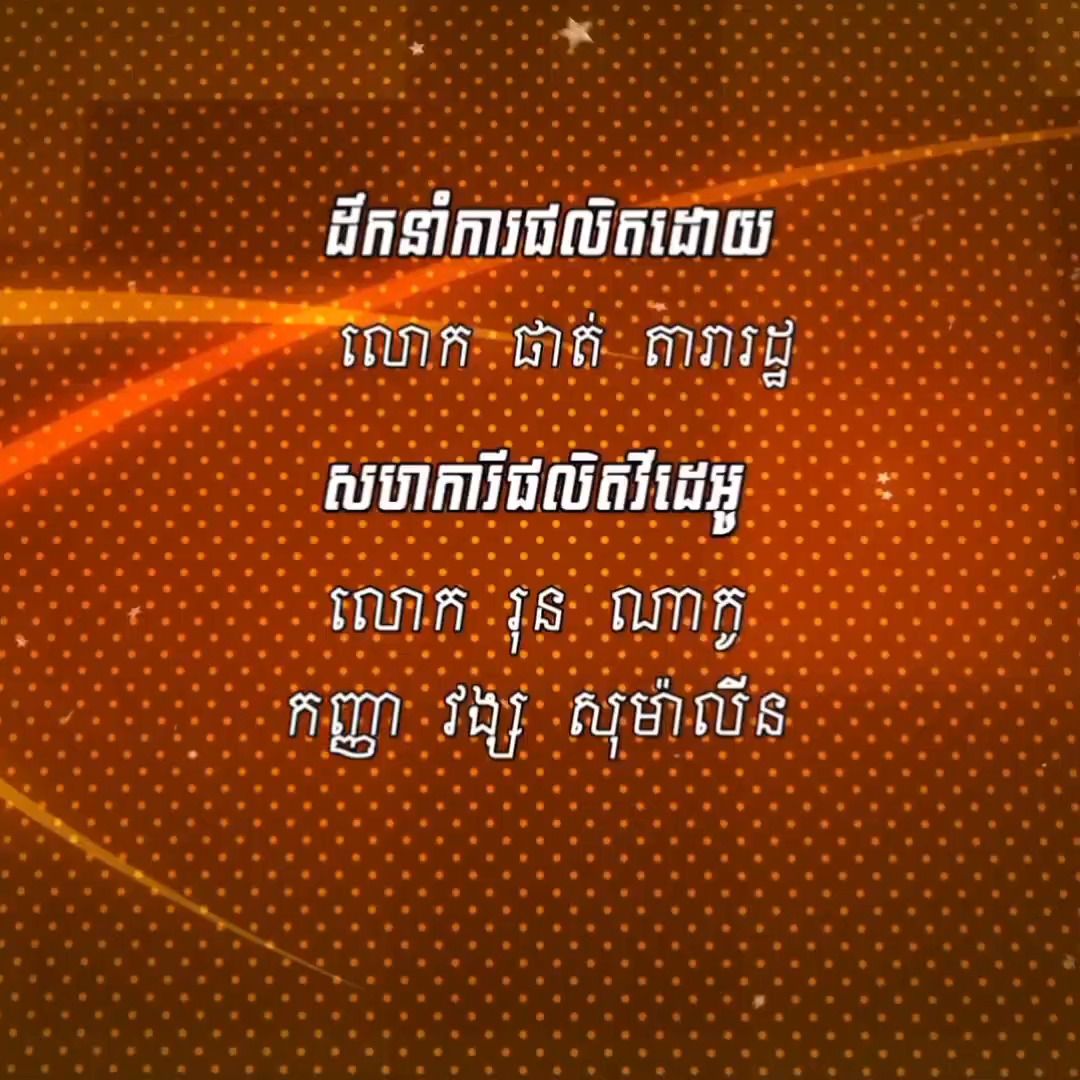 ដឹកនាំការផលិតដោយ
លោក ផាត់ តារារដ្ឋ
សហការីផលិតវីដេអូ
លោក រុន ណាកូ
កញ្ញា វង្ស សុម៉ាលីន